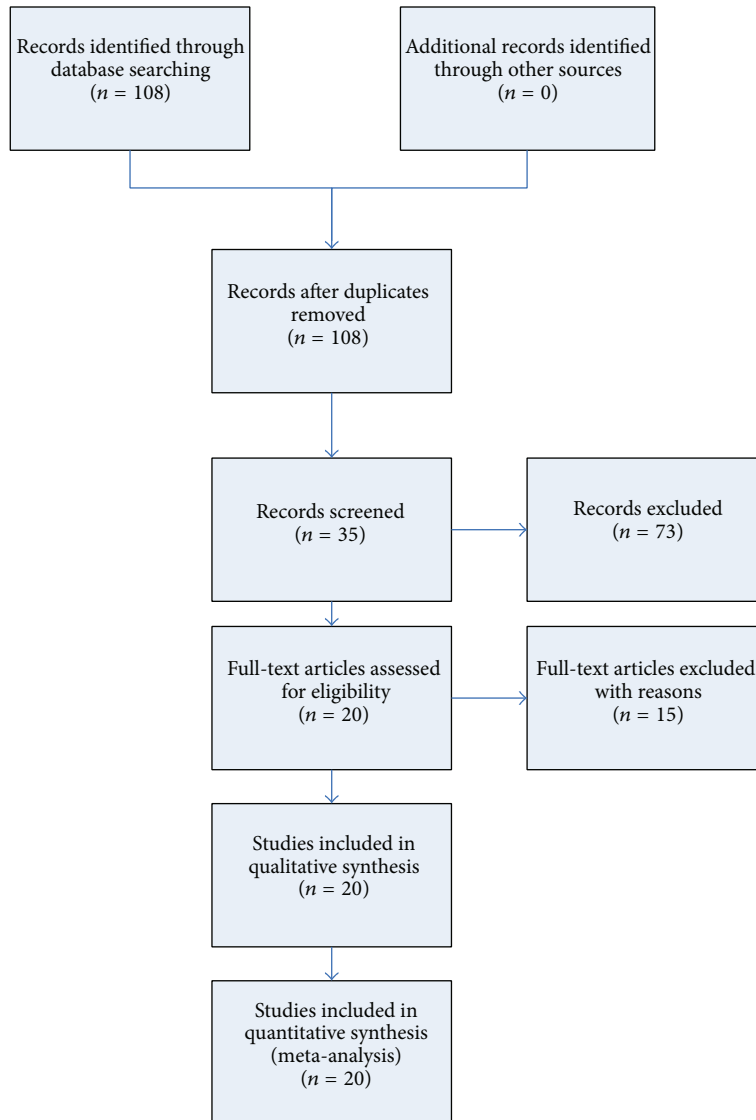 Records identified through
database searching
(n = 108)
Additional records identified
through other sources
(n = 0)
Records after duplicates
removed
(n = 108)
Records screened
(n = 35)
Records excluded
(n = 73)
Full-text articles assessed
for eligibility
(n = 20)
Full-text articles excluded
with reasons
(n = 15)
Studies included in
qualitative synthesis
(n = 20)
Studies included in
quantitative synthesis
(meta-analysis)
(n = 20)